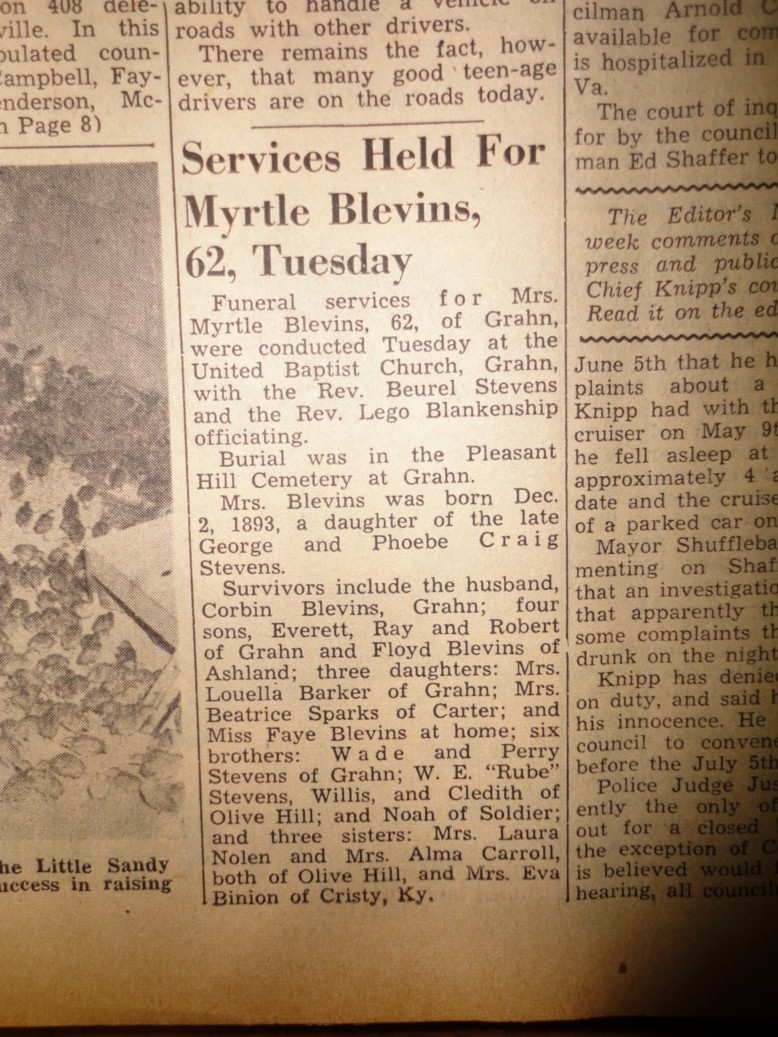 on 408 dele-
ville. In this
pulated coun-
Campbell, Fay-
enderson, Mc-
n Page 8)
he Little Sandy
uccess in raising
ability to handle a vehicle on
roads with other drivers.
There remains the fact, how-
ever, that many good teen-age
drivers are on the roads today.
Services Held For
Myrtle Blevins,
62, Tuesday
Funeral services for Mrs.
Myrtle Blevins, 62, of Grahn,
were conducted Tuesday at the
United Baptist Church, Grahn,
with the Rev. Beurel Stevens
and the Rev. Lego Blankenship
officiating.
Burial was in the Pleasant
Hill Cemetery at Grahn.
Mrs. Blevins was born Dec.
2, 1893, a daughter of the late
George and Phoebe Craig
Stevens.
Survivors include the husband,
Corbin Blevins, Grahn; four
sons, Everett, Ray and Robert
of Grahn and Floyd Blevins of
Ashland; three daughters: Mrs.
Louella Barker of Grahn; Mrs.
Beatrice Sparks of Carter; and
Miss Faye Blevins at home; six
brothers: Wade and Perry
Stevens of Grahn; W. E. "Rube"
Stevens, Willis, and Cledith of
Olive Hill; and Noah of Soldier;
and three sisters: Mrs. Laura
Nolen and Mrs. Alma Carroll,
both of Olive Hill, and Mrs. Eva
Binion of Cristy, Ky.
cilman Arnold C
available for com
is hospitalized in
Va.
The court of inq
for by the council
man Ed Shaffer to
The Editor's
week comments
press and public
Chief Knipp's cou
Read it on the ed
June 5th that he h
plaints about a
Knipp had with th
cruiser on May 9t
he fell asleep at
approximately 4 a
date and the cruise
of a parked car on
Mayor Shuffleba
menting on Shaf
that an investigatio
that apparently th
some complaints th
drunk on the night
Knipp has denie
on duty, and said h
his innocence. He
council to convene
before the July 5th
Police Judge Jus
ently the only of
out for a closed
the exception of C
is believed would
hearing, all council